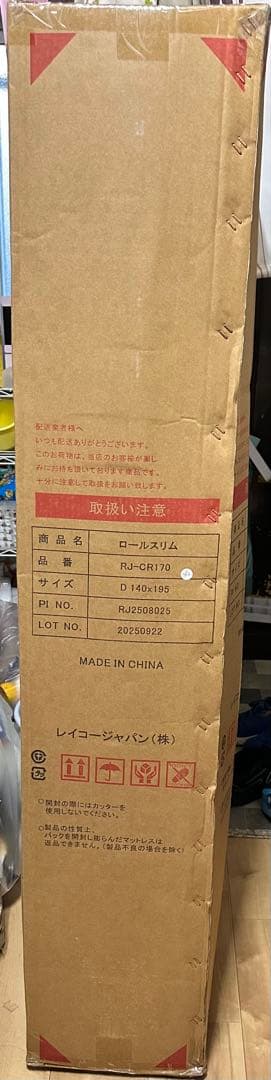 配送業者様へ
いつも配送ありがとうございます。
このお荷物は、当店のお客様が楽し
みにお待ち頂いております商品です。
十分に注意して取扱をお願い致します。
取扱い注意
商品名 ロールスリム
品番 RJ-CR170
サイズ D 140x195
PI NO. RJ2508025
LOT NO. 20250922
MADE IN CHINA
レイコージャパン(株)
○開封の際にはカッターを
使用しないでください。
○製品の性質上、
パックを開封し膨らんだマットレスは
返品できません。(製品不良の場合を除く)